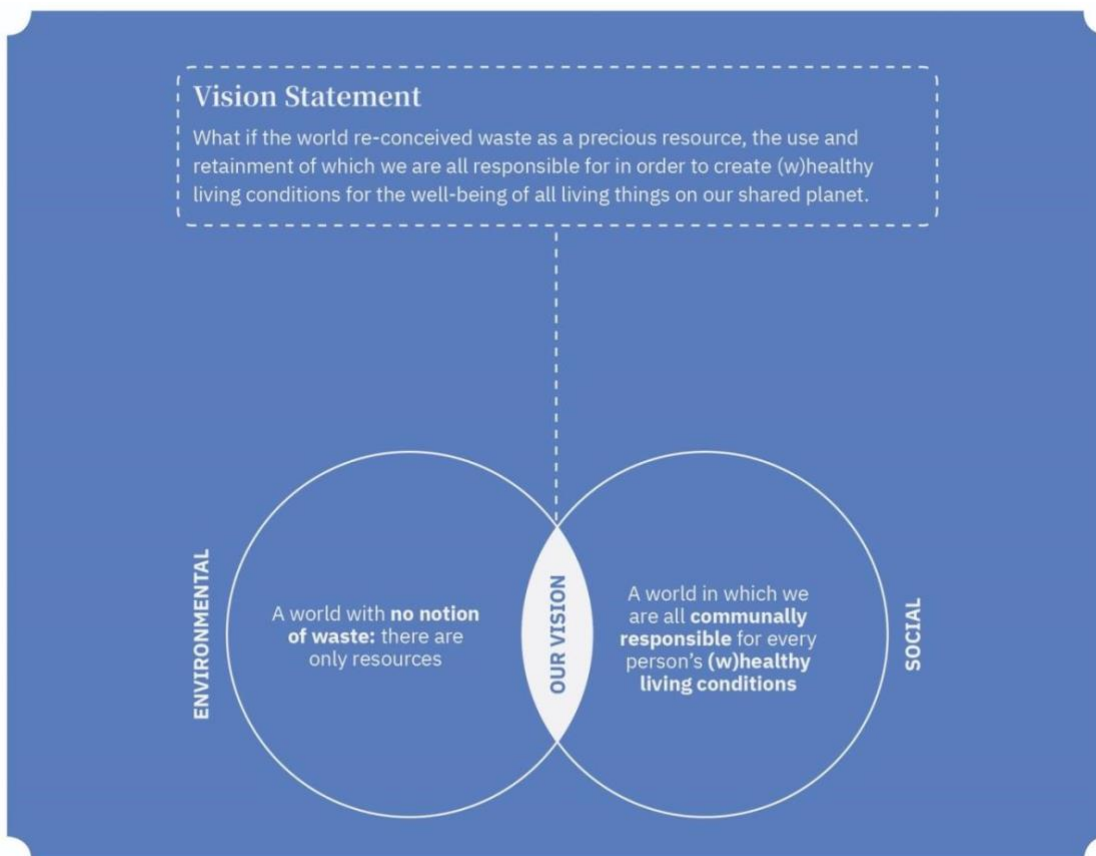 Vision Statement
What if the world re-conceived waste as a precious resource, the use and
retainment of which we are all responsible for in order to create (w)healthy
living conditions for the well-being of all living things on our shared planet.
ENVIRONMENTAL
A world with no notion
of waste: there are
only resources
OUR VISION
A world in which we
are all communally
responsible for every
person's (w)healthy
living conditions
SOCIAL